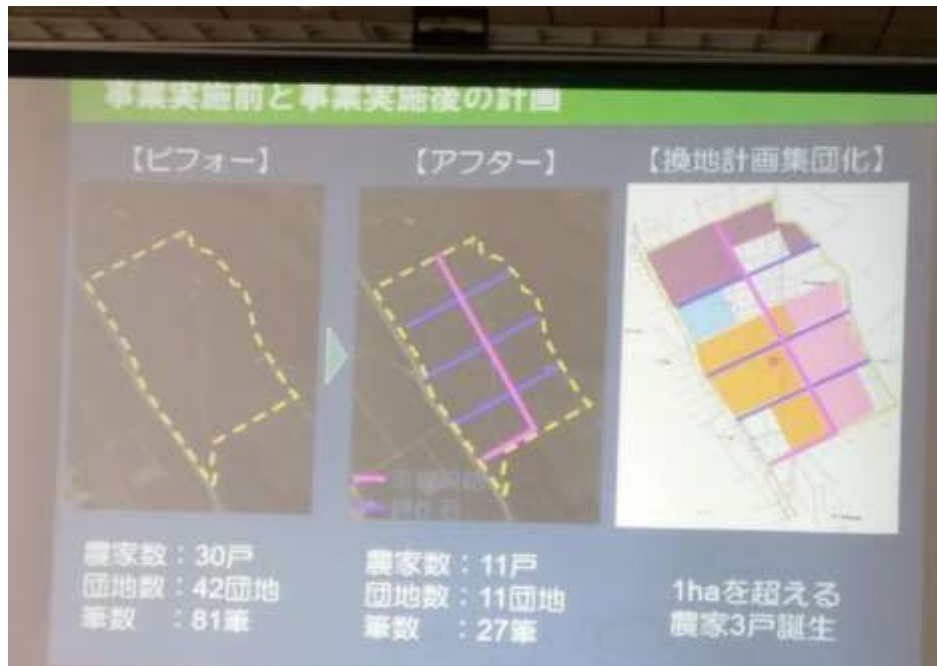 事業実施前と事業実施後の計画
【ビフォー】
【アフター】
【換地計画集団化】
農家数:30戸
団地数:42団地
筆数 :81筆
農家数:11戸
団地数:11団地
筆数 :27筆
1haを超える
農家3戸誕生